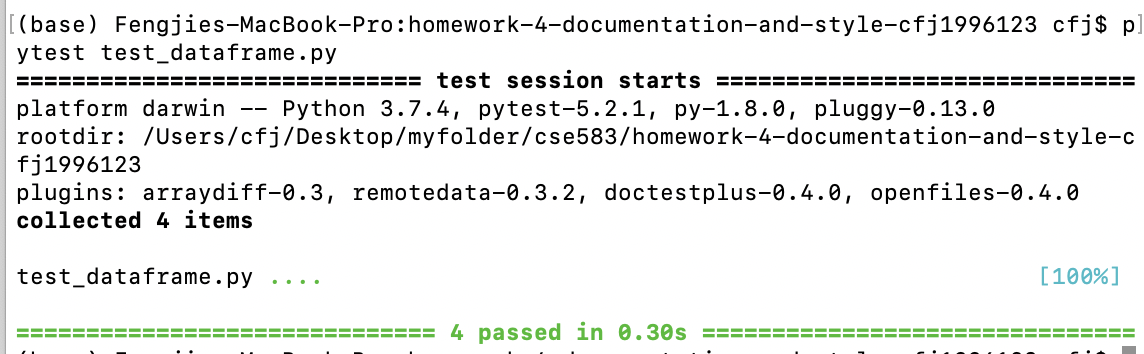 [(base) Fengjies-MacBook-Pro:homework-4-documentation-and-style-cfj1996123 cfj$ p]
ytest test_dataframe.py
============================= test session starts ==============================
platform darwin -- Python 3.7.4, pytest-5.2.1, py-1.8.0, pluggy-0.13.0
rootdir: /Users/cfj/Desktop/myfolder/cse583/homework-4-documentation-and-style-c
fj1996123
plugins: arraydiff-0.3, remotedata-0.3.2, doctestplus-0.4.0, openfiles-0.4.0
collected 4 items
test_dataframe.py .... [100%]
============================== 4 passed in 0.30s ===============================